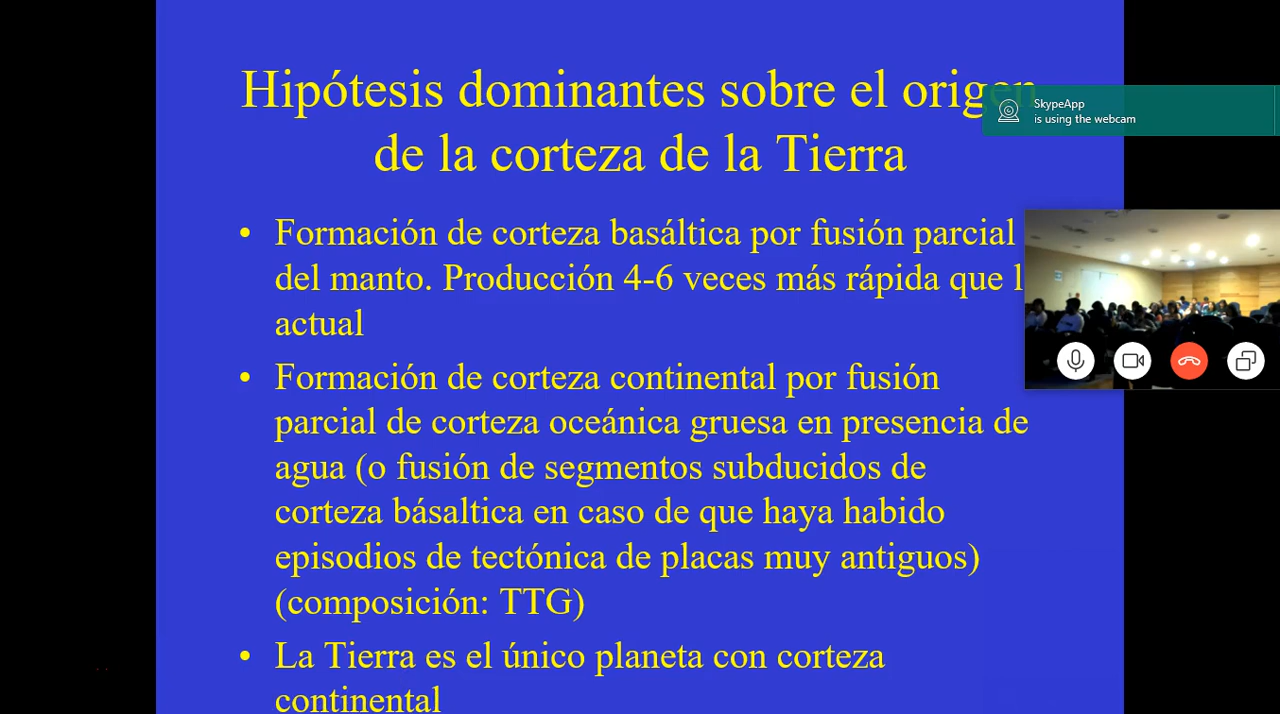 Hipótesis dominantes sobre el origen
de la corteza de la Tierra
SkypeApp
is using the webcam
• Formación de corteza basáltica por fusión parcial
del manto. Producción 4-6 veces más rápida que l
actual
• Formación de corteza continental por fusión
parcial de corteza oceánica gruesa en presencia de
agua (o fusión de segmentos subducidos de
corteza básaltica en caso de que haya habido
episodios de tectónica de placas muy antiguos)
(composición: TTG)
• La Tierra es el único planeta con corteza
continental